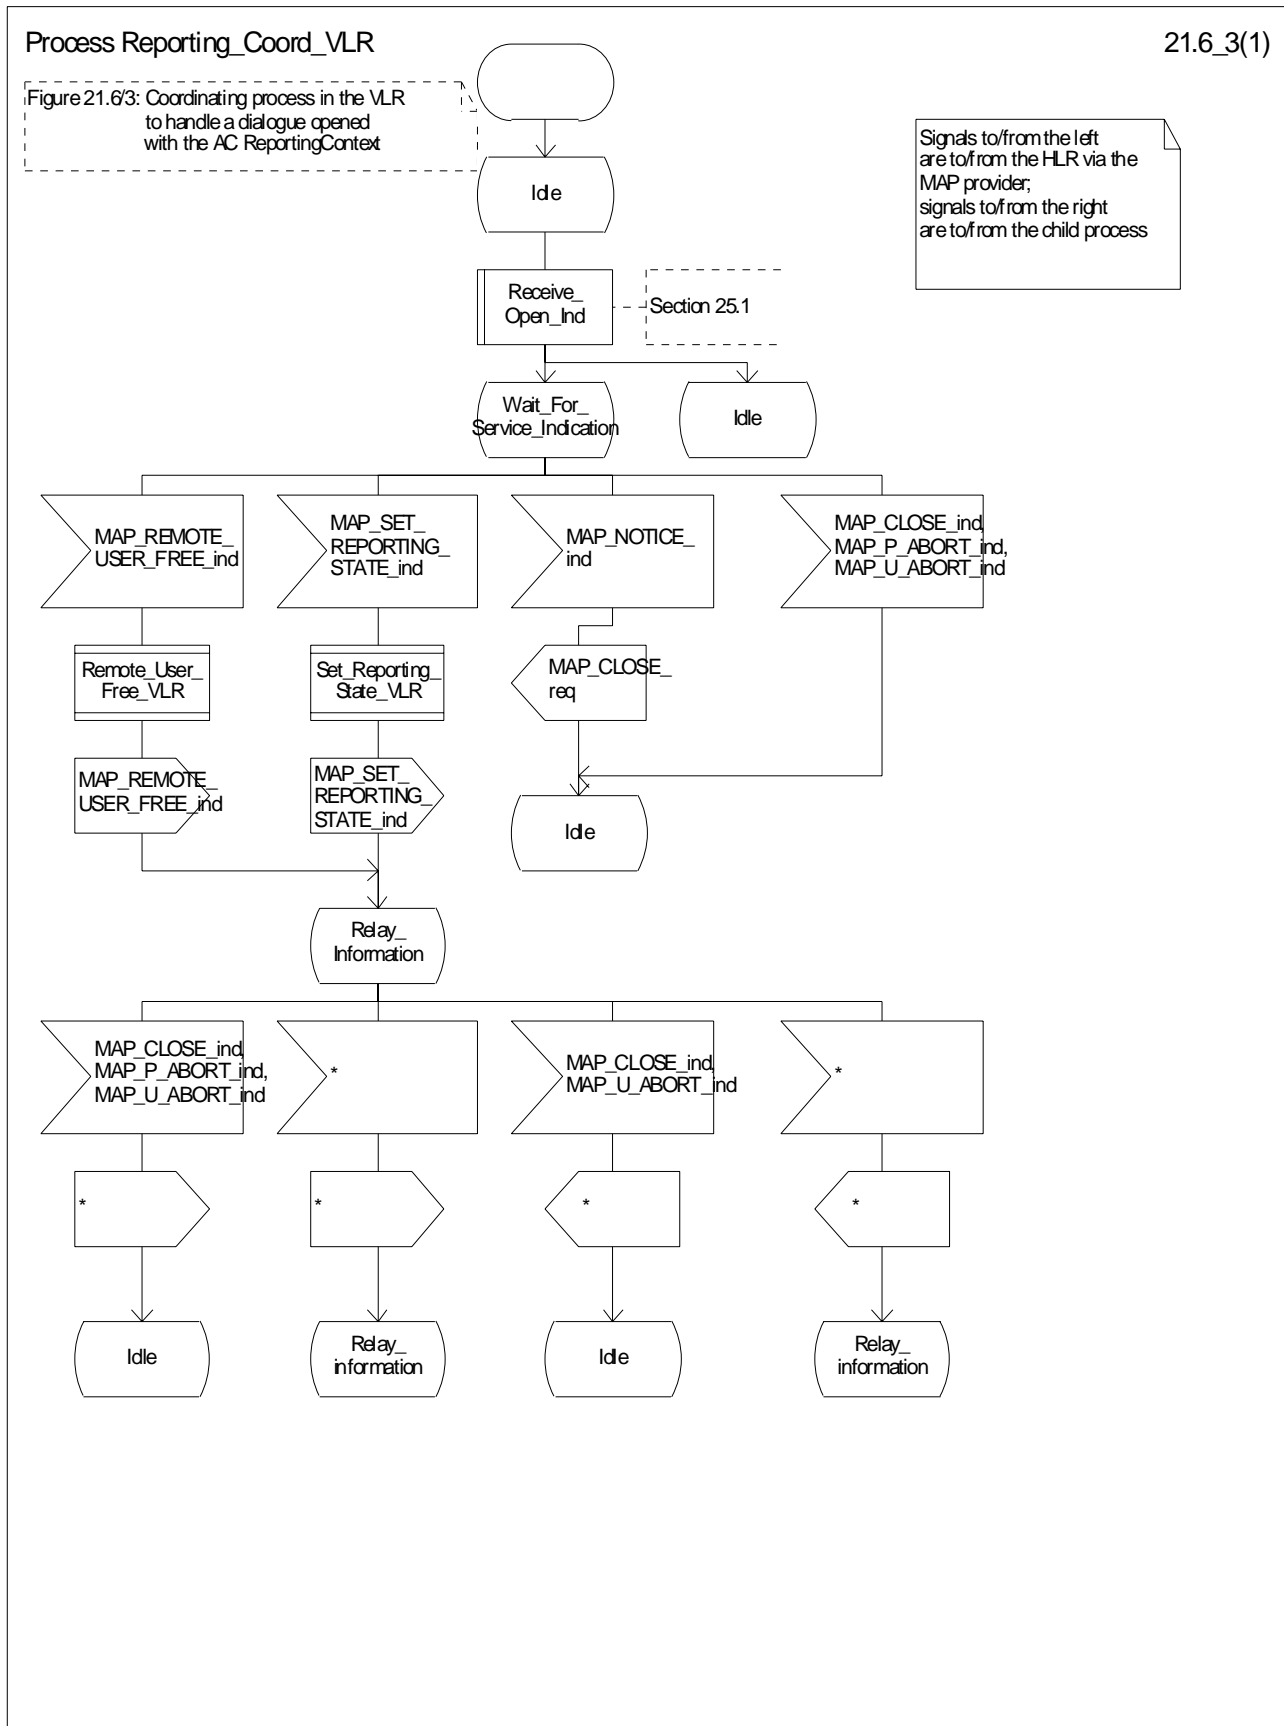 Process Reporting_Coord_VLR
21.6_3(1)
Figure 21.6/3: Coordinating process in the VLR
to handle a dialogue opened
with the AC ReportingContext
Signals to/from the left
are to/from the HLR via the
MAP provider;
signals to/from the right
are to/from the child process
Idle
Receive_
Open_Ind
Section 25.1
Wait_For_
Service_Indication
Idle
MAP_REMOTE_
USER_FREE_ind
MAP_SET_
REPORTING_
STATE_ind
MAP_NOTICE_
ind
MAP_CLOSE_ind,
MAP_P_ABORT_ind,
MAP_U_ABORT_ind
Remote_User_
Free_VLR
Set_Reporting_
State_VLR
MAP_CLOSE_
req
MAP_REMOTE_
USER_FREE_ind
MAP_SET_
REPORTING_
STATE_ind
Idle
Relay_
Information
MAP_CLOSE_ind,
MAP_P_ABORT_ind,
MAP_U_ABORT_ind
*
MAP_CLOSE_ind,
MAP_U_ABORT_ind
*
*
*
*
*
Idle
Relay_
information
Idle
Relay_
information